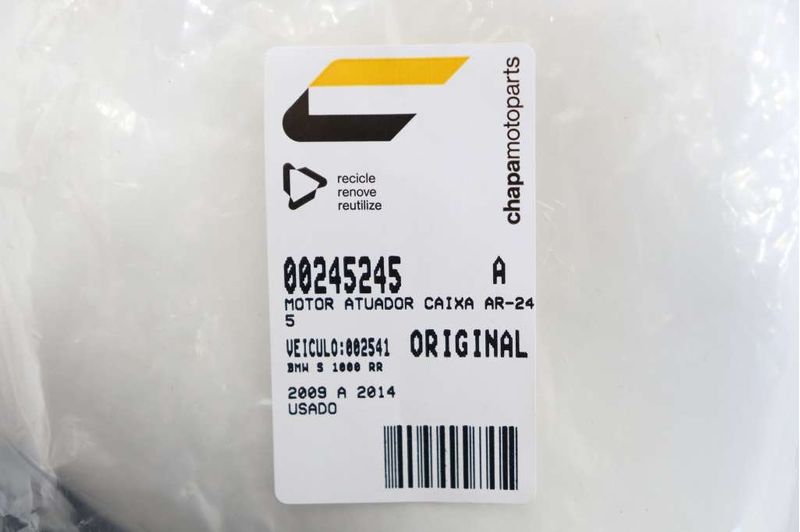 chapamotoparts
recicle
renove
reutilize
00245245 A
MOTOR ATUADOR CAIXA AR-24
5
VEICULO:002541 ORIGINAL
BMW S 1000 RR
2009 A 2014
USADO